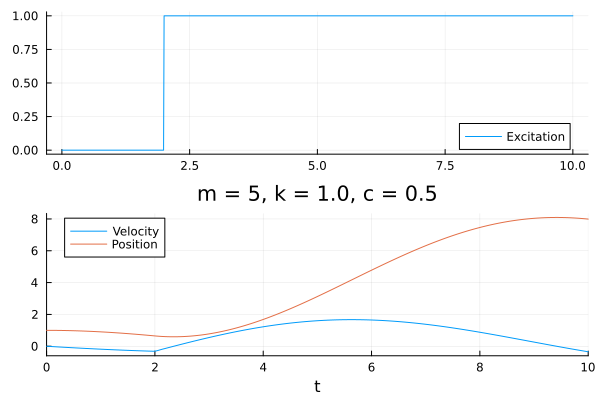 1.00
0.75
0.50
0.25
0.00
Excitation
0.0 2.5 5.0 7.5 10.0
m = 5, k = 1.0, c = 0.5
8
6
4
2
0
Velocity
Position
0 2 4 6 8 10
t